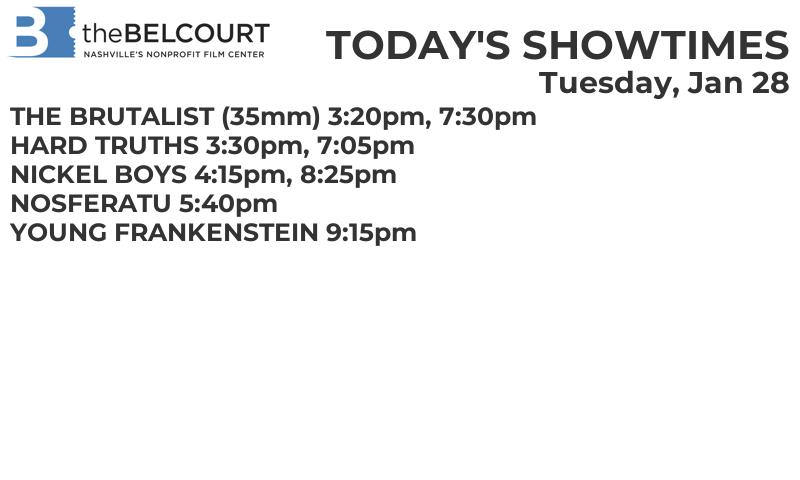 B theBELCOURT
NASHVILLE'S NONPROFIT FILM CENTER
TODAY'S SHOWTIMES
Tuesday, Jan 28
THE BRUTALIST (35mm) 3:20pm, 7:30pm
HARD TRUTHS 3:30pm, 7:05pm
NICKEL BOYS 4:15pm, 8:25pm
NOSFERATU 5:40pm
YOUNG FRANKENSTEIN 9:15pm